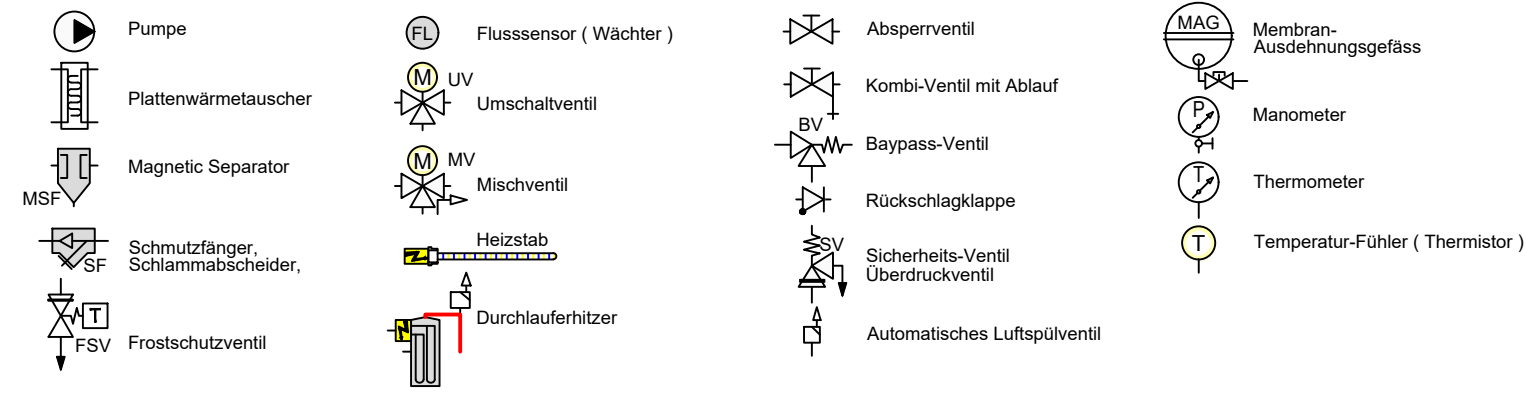 Pumpe
Plattenwärmetauscher
Magnetic Separator
MSF
Schmutzfänger,
Schlammabscheider,
SF
T
FSV
Frostschutzventil
FL
Flusssensor ( Wächter )
M
UV
Umschaltventil
M
MV
Mischventil
Heizstab
Durchlauferhitzer
Absperrventil
Kombi-Ventil mit Ablauf
BV
Baypass-Ventil
Rückschlagklappe
SV
Sicherheits-Ventil
Überdruckventil
Automatisches Luftspülventil
MAG
Membran-
Ausdehnungsgefäss
P
Manometer
T
Thermometer
T
Temperatur-Fühler ( Thermistor )